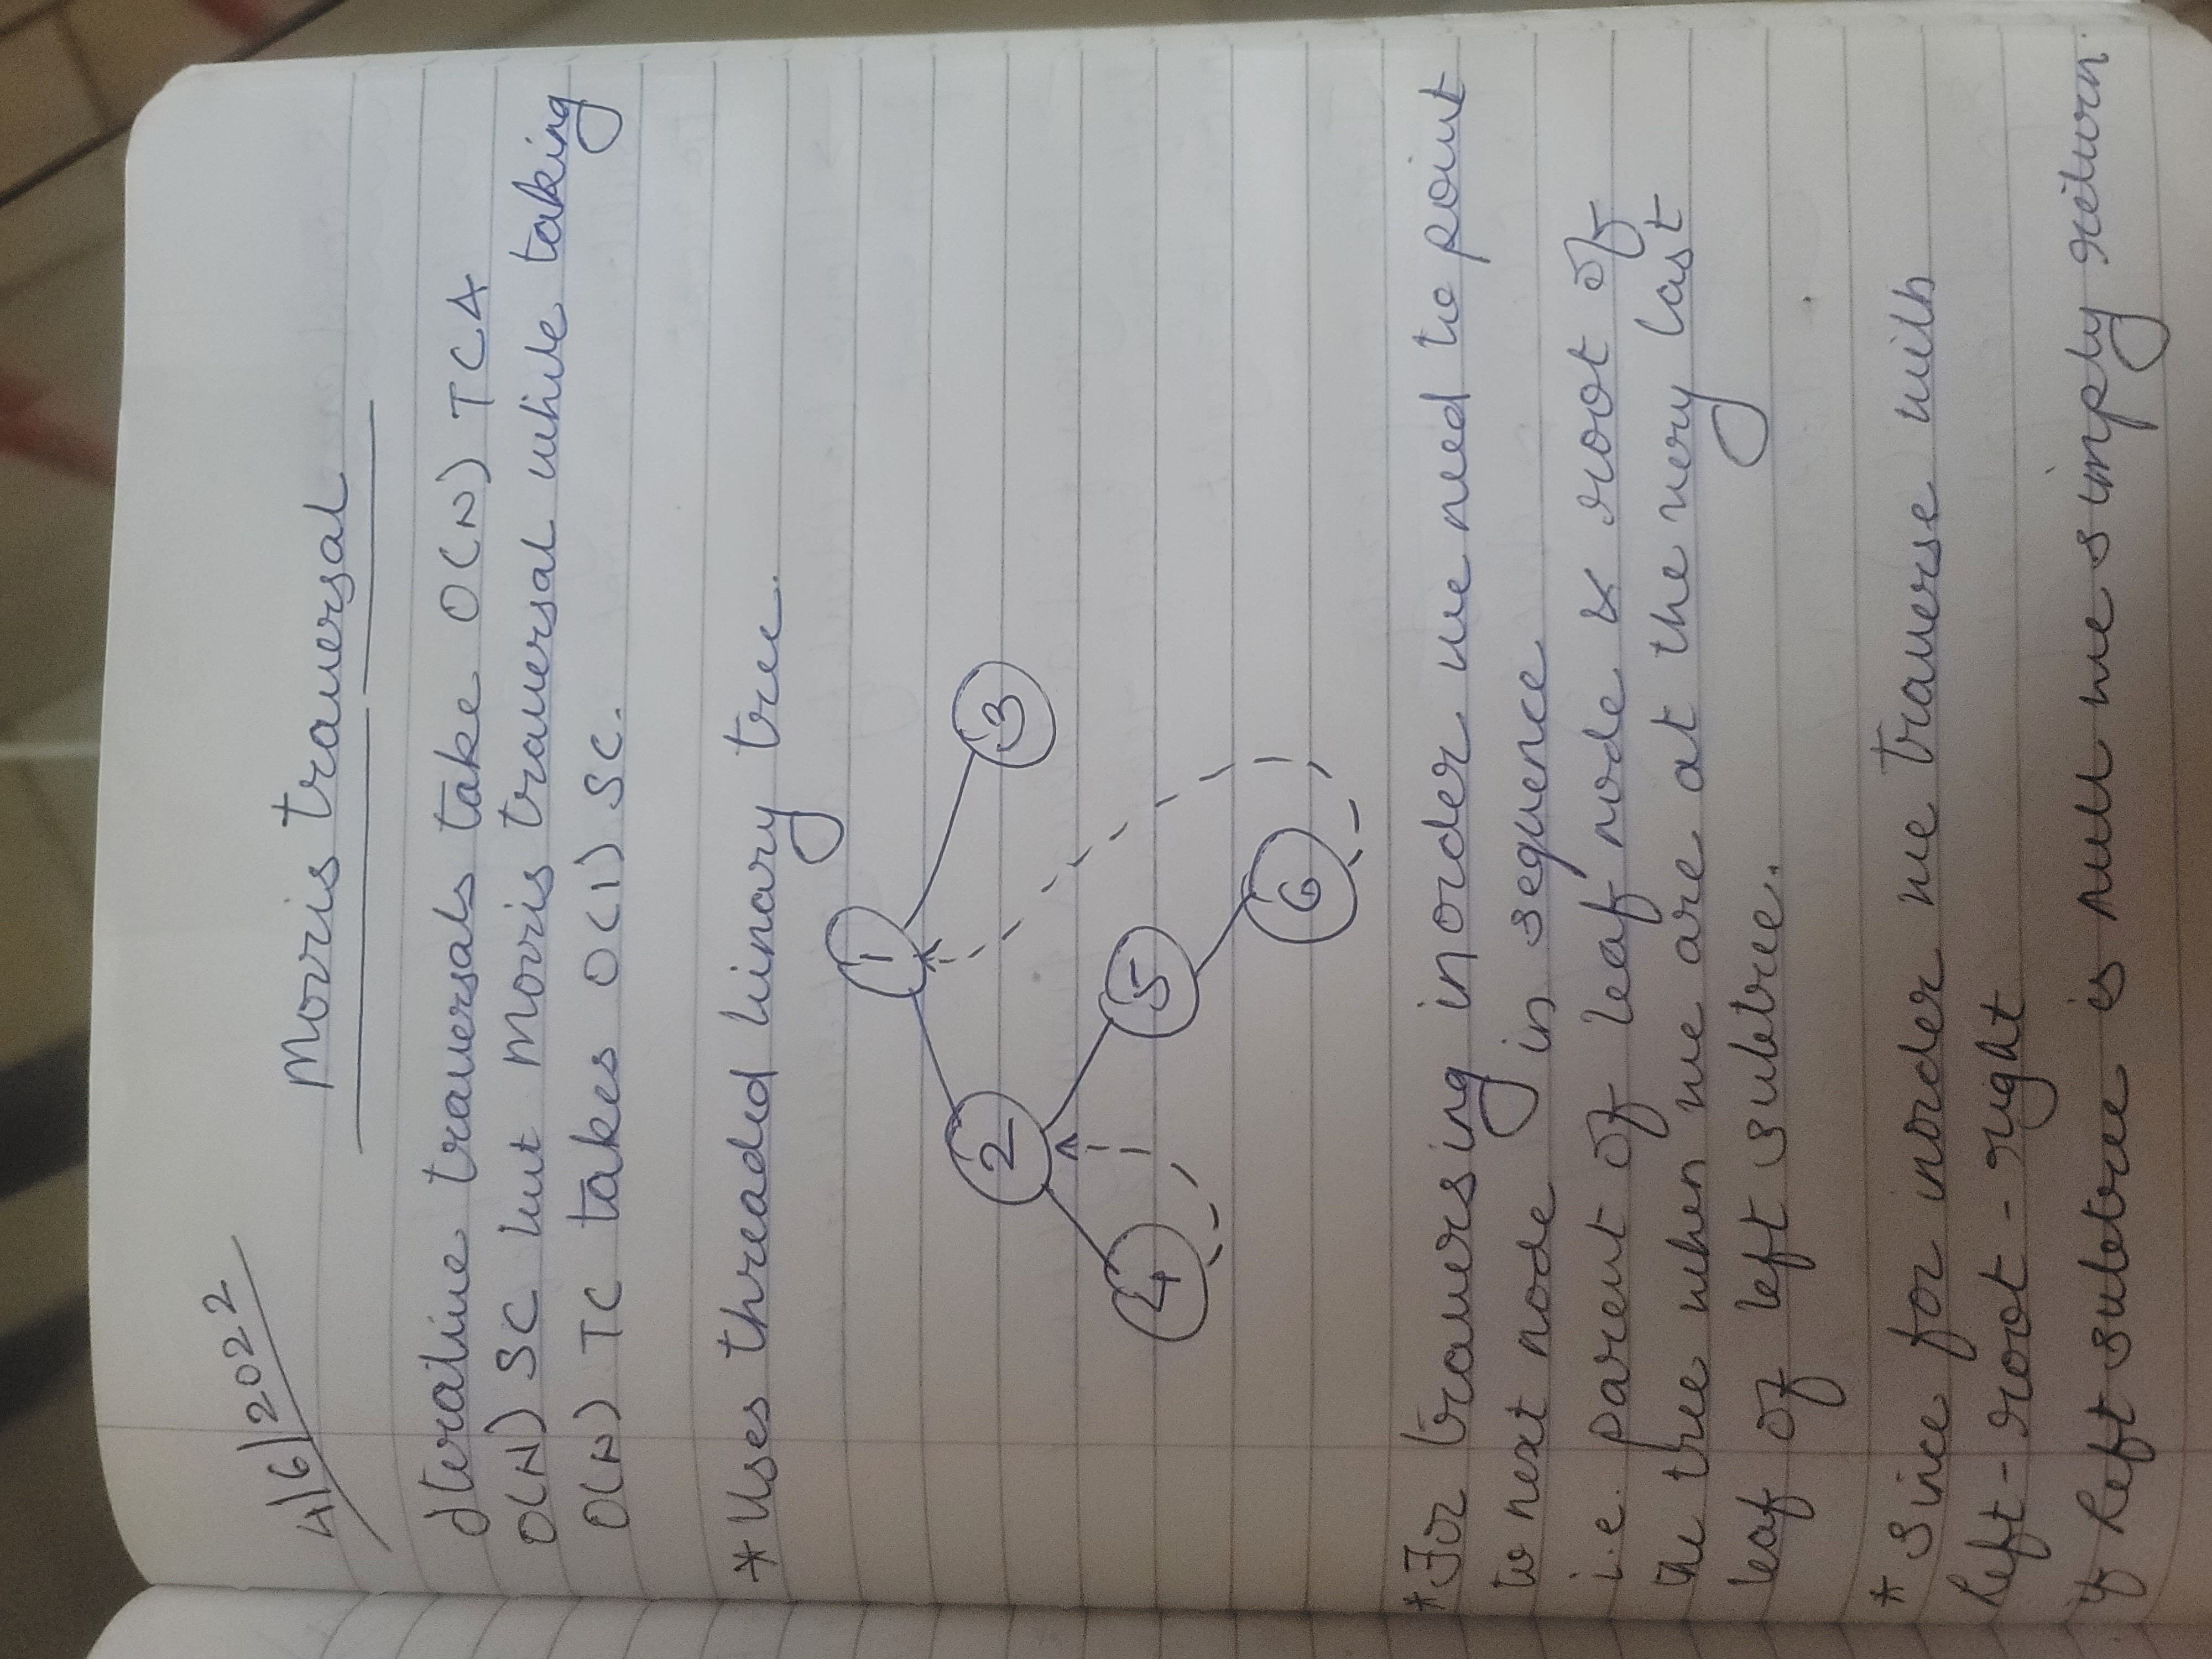 4/6/2022
Morris traversal
Iterative traversals take O(N) TC &
O(N) SC but Morris traversal while taking
O(N) TC takes O(1) SC.
* Uses threaded binary tree.
1
2
3
4
5
6
* For traversing inorder we need to point
to next node in sequence
i.e. parent of leaf node & root of
the tree when we are at the very last
leaf of left subtree.
* Since for inorder we traverse with
left - root - right
if left subtree is null we simply return